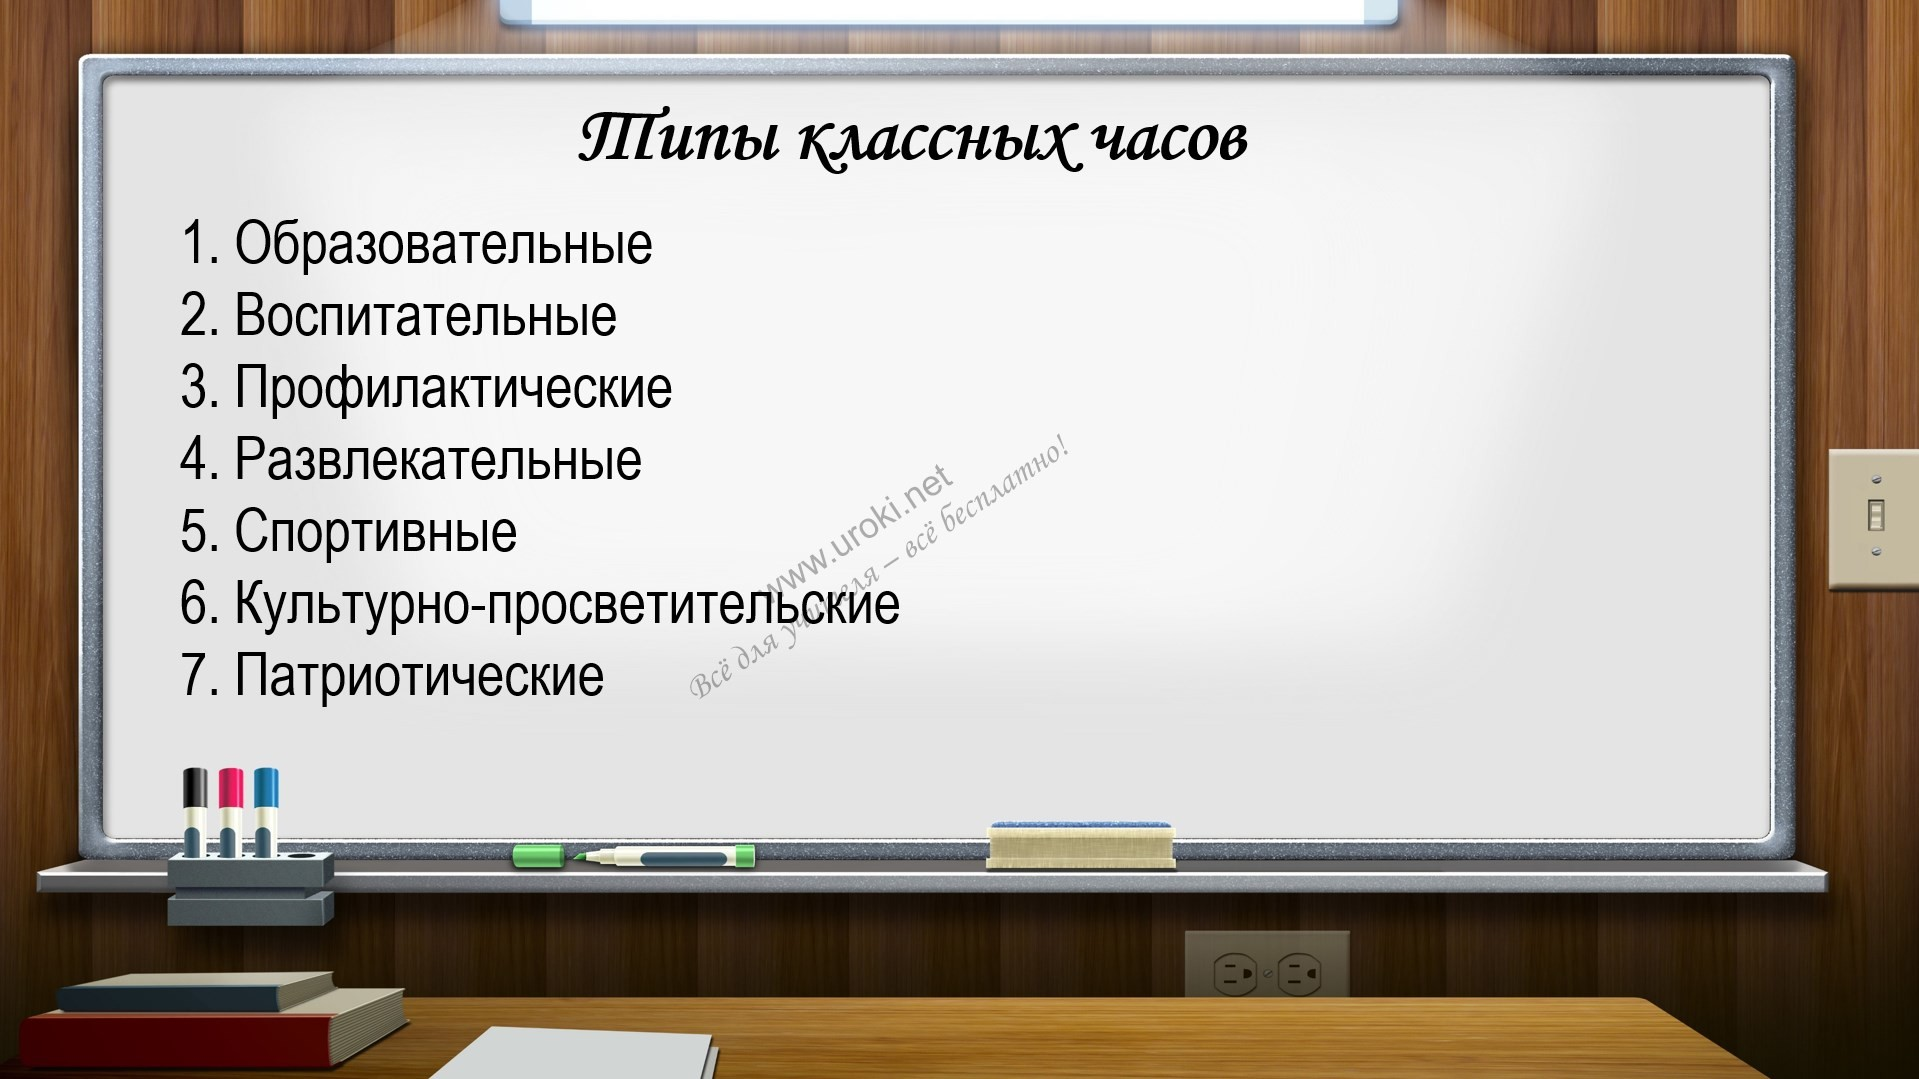 Типы классных часов
1. Образовательные
2. Воспитательные
3. Профилактические
4. Развлекательные
5. Спортивные
6. Культурно-просветительские
7. Патриотические
www.uroki.net
Всё для учителя – всё бесплатно!